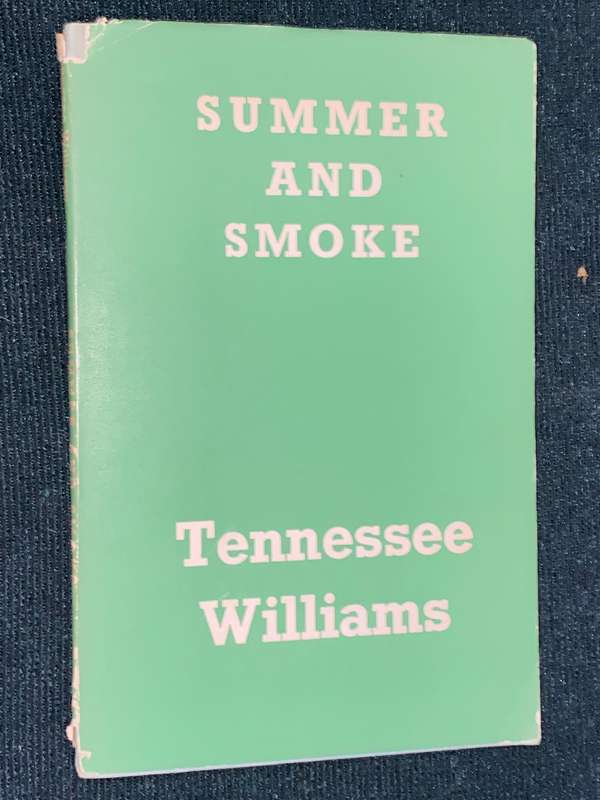 SUMMER
AND
SMOKE
Tennessee
Williams